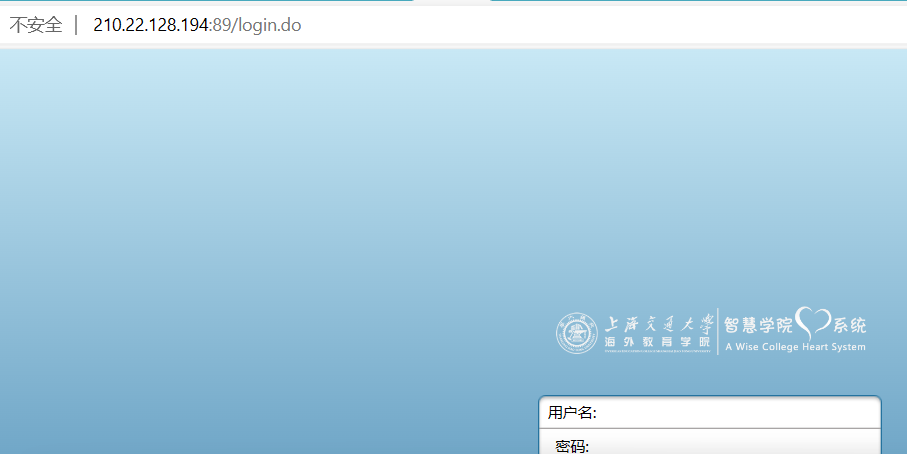 不安全 | 210.22.128.194:89/login.do
上海交通大学 智慧学院 系统
海外教育学院 A Wise College Heart System
用户名:
密码: